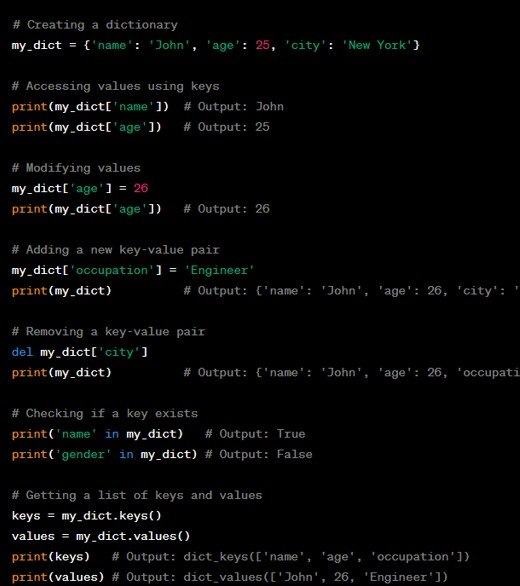 # Creating a dictionary
my_dict = {'name': 'John', 'age': 25, 'city': 'New York'}
# Accessing values using keys
print(my_dict['name'])  # Output: John
print(my_dict['age'])   # Output: 25
# Modifying values
my_dict['age'] = 26
print(my_dict['age'])   # Output: 26
# Adding a new key-value pair
my_dict['occupation'] = 'Engineer'
print(my_dict)          # Output: {'name': 'John', 'age': 26, 'city': '
# Removing a key-value pair
del my_dict['city']
print(my_dict)          # Output: {'name': 'John', 'age': 26, 'occupati
# Checking if a key exists
print('name' in my_dict)   # Output: True
print('gender' in my_dict) # Output: False
# Getting a list of keys and values
keys = my_dict.keys()
values = my_dict.values()
print(keys)   # Output: dict_keys(['name', 'age', 'occupation'])
print(values) # Output: dict_values(['John', 26, 'Engineer'])